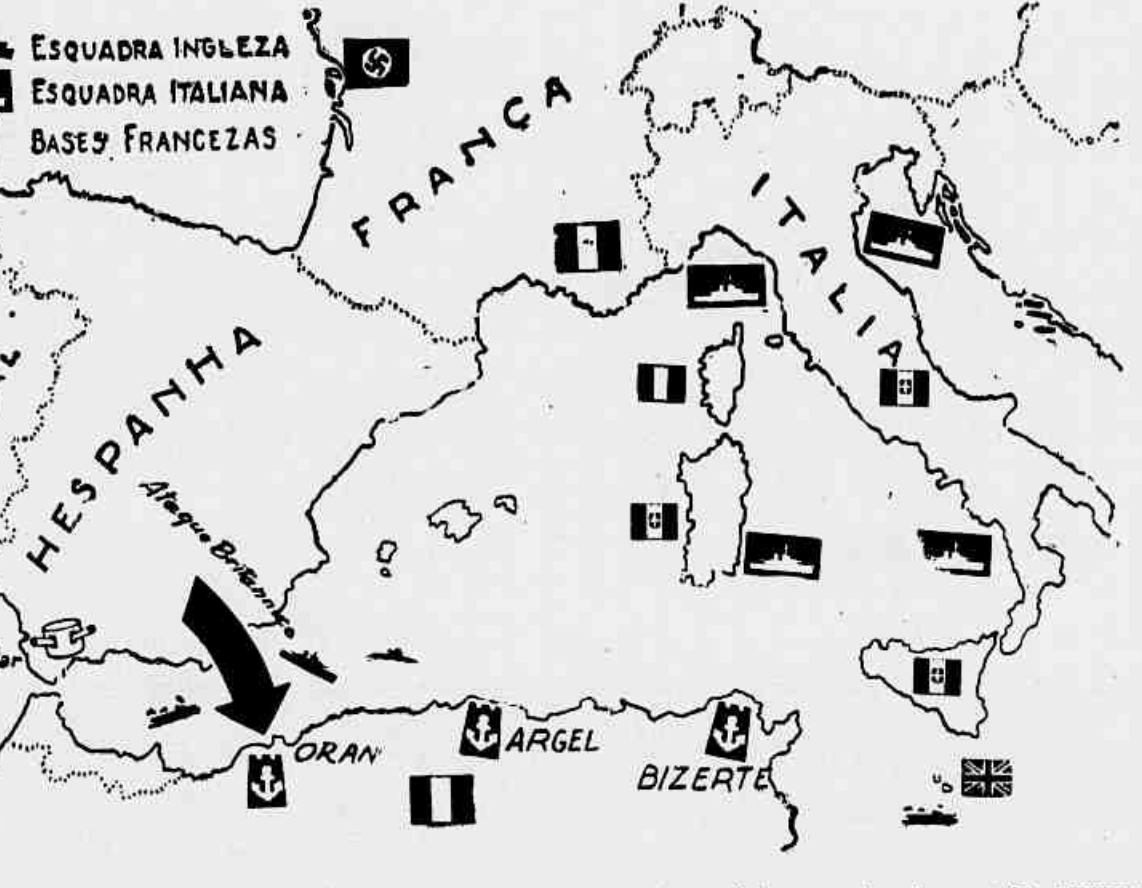 ESQUADRA INGLEZA
ESQUADRA ITALIANA
BASES FRANCEZAS
FRANÇA
ITALIA
HESPANHA
Ataque Britannico
ORAN
ARGEL
BIZERTE